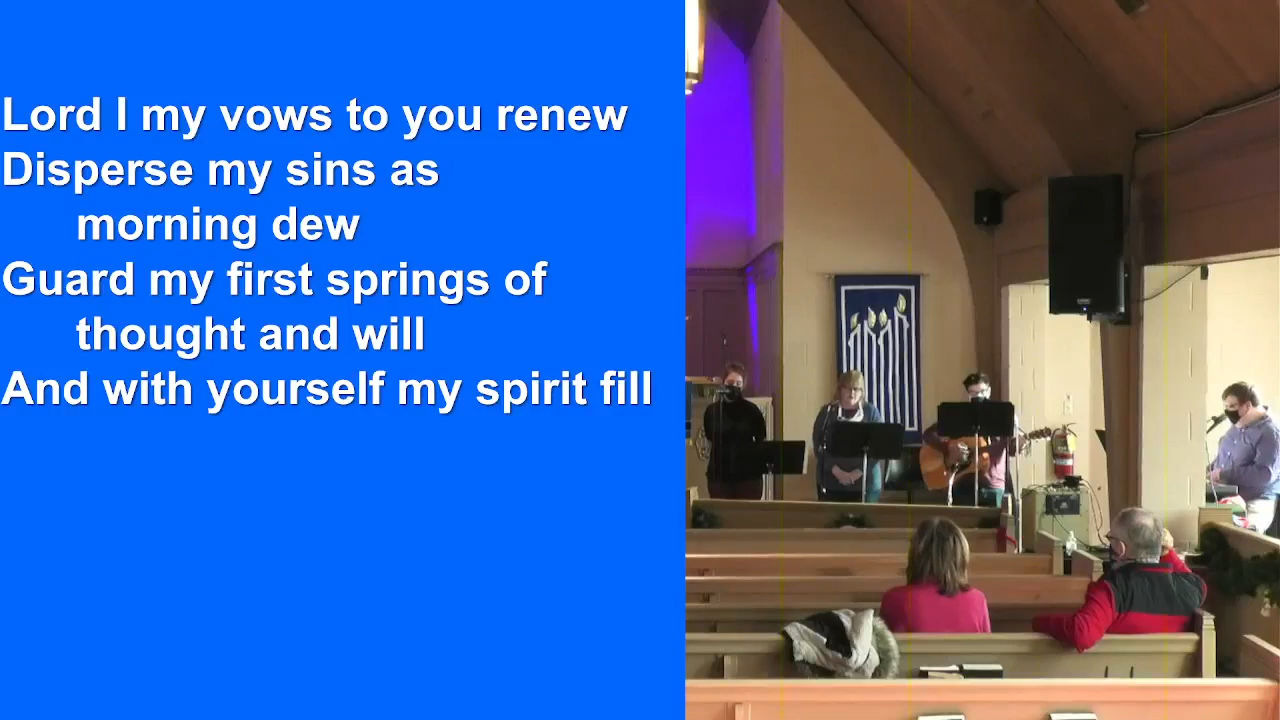 Lord I my vows to you renew
Disperse my sins as
morning dew
Guard my first springs of
thought and will
And with yourself my spirit fill